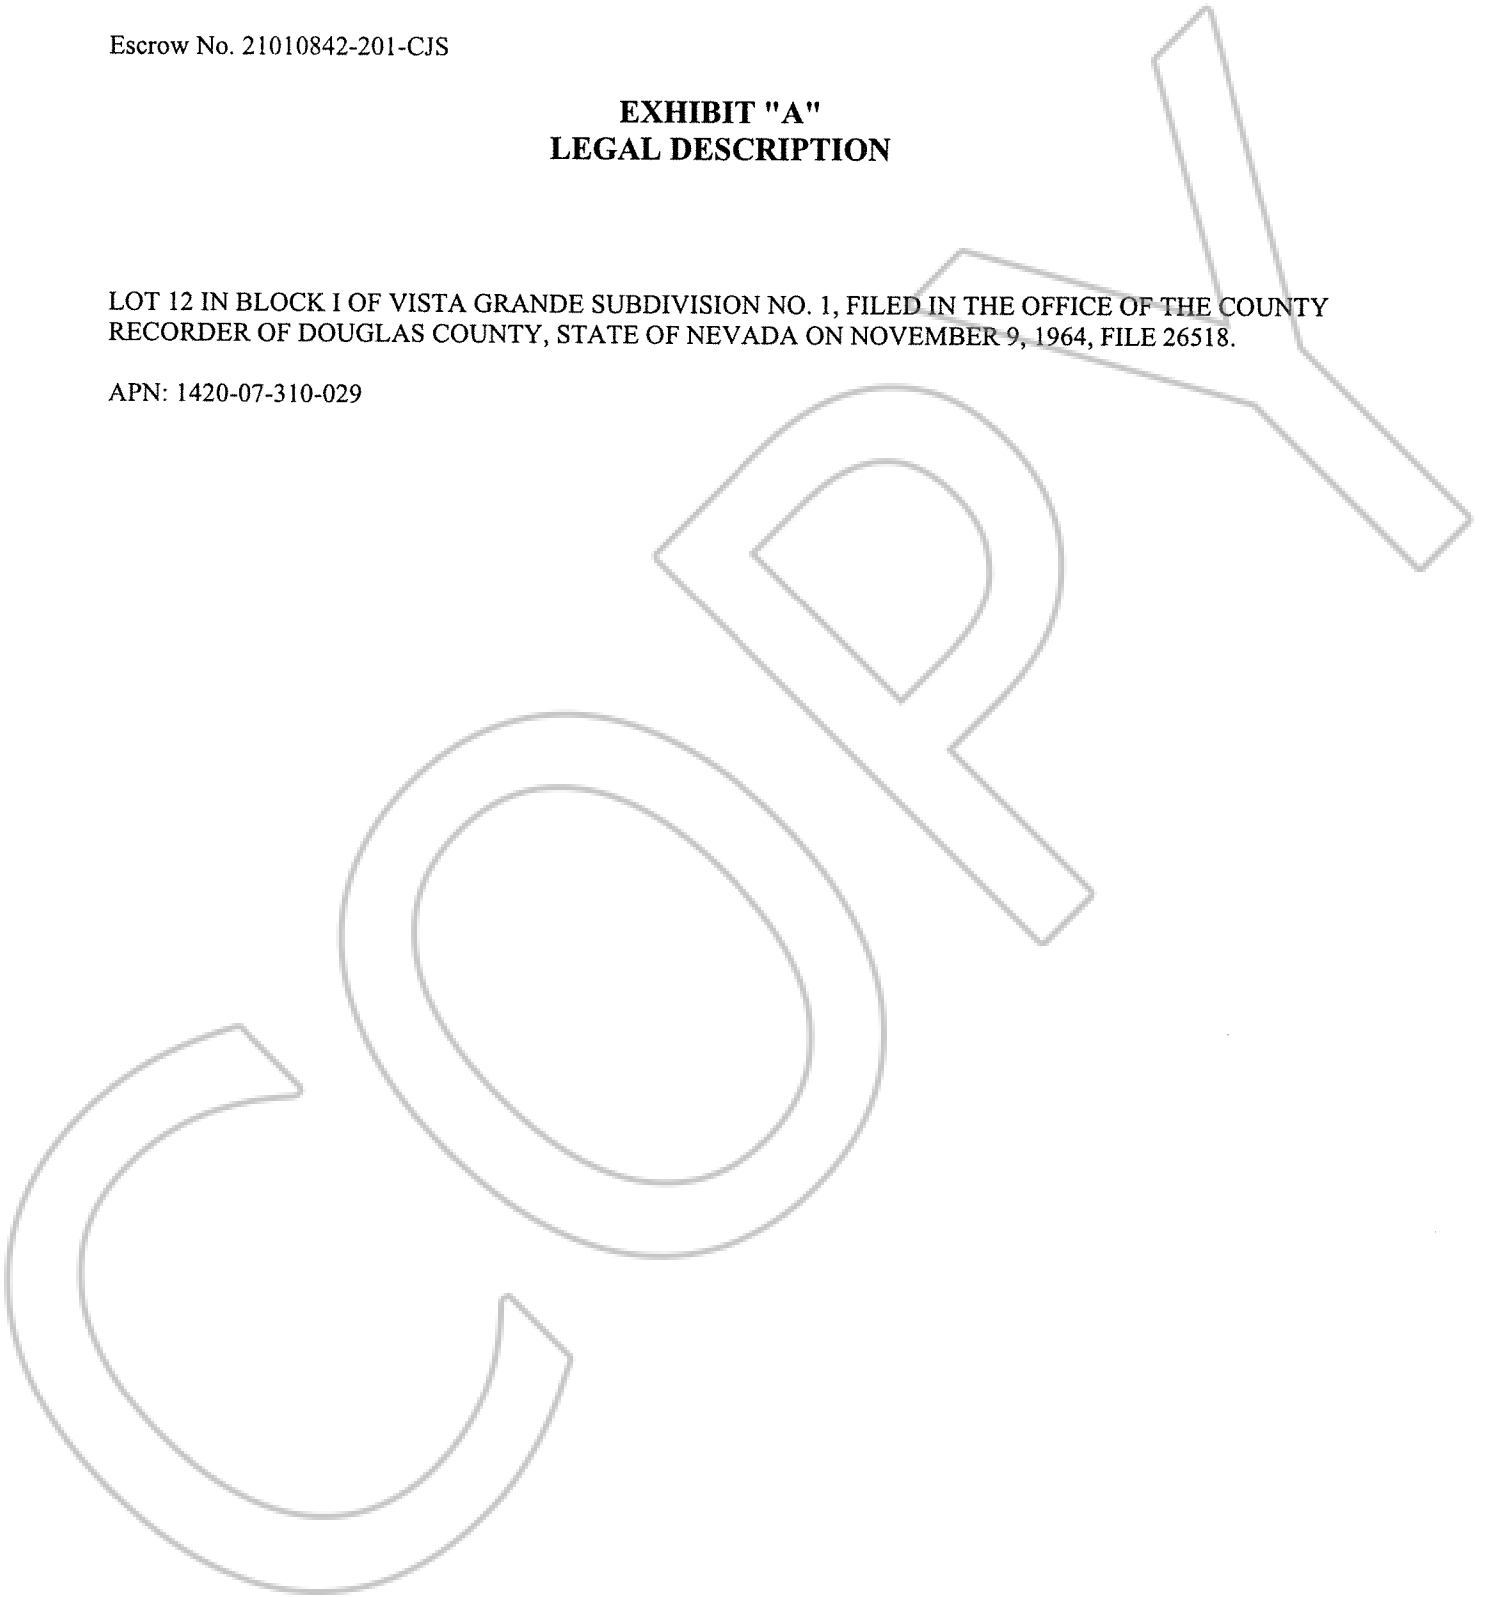 Escrow No. 21010842-201-CJS
EXHIBIT "A"
LEGAL DESCRIPTION
LOT 12 IN BLOCK I OF VISTA GRANDE SUBDIVISION NO. 1, FILED IN THE OFFICE OF THE COUNTY
RECORDER OF DOUGLAS COUNTY, STATE OF NEVADA ON NOVEMBER 9, 1964, FILE 26518.
APN: 1420-07-310-029
COPY